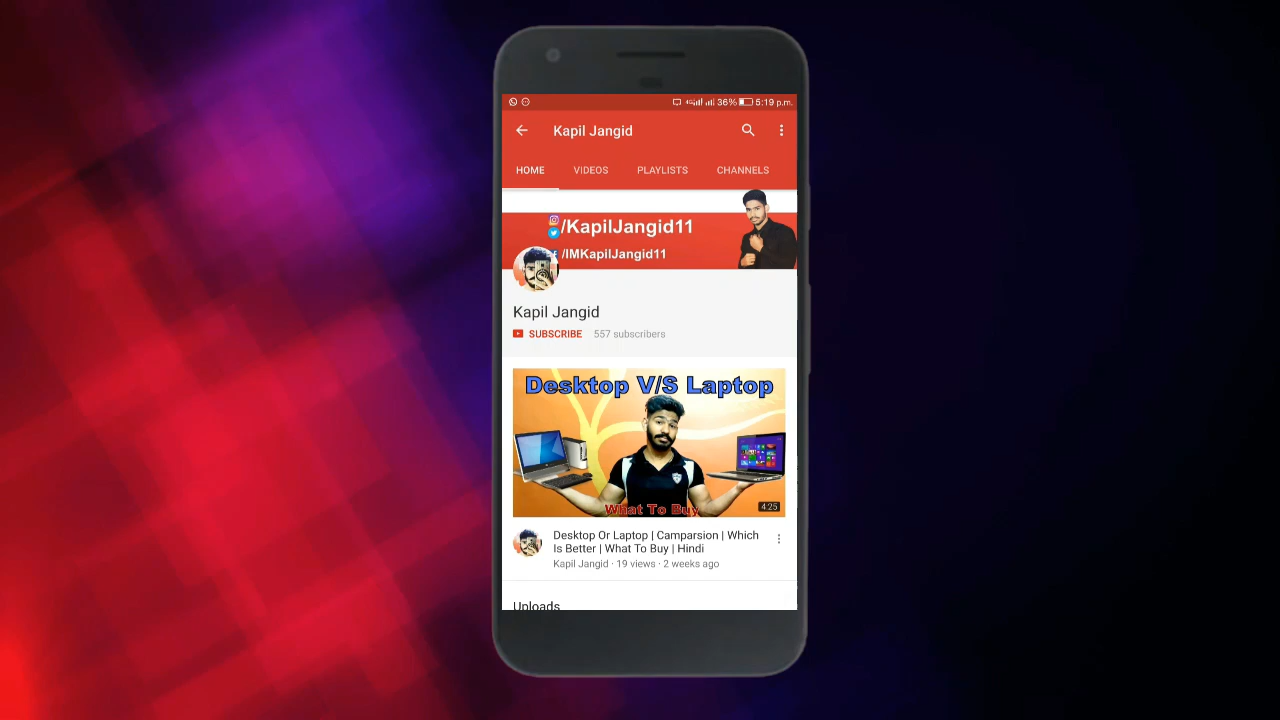 36% 5:19 p.m.
Kapil Jangid
HOME VIDEOS PLAYLISTS CHANNELS
/KapilJangid11
/IMKapilJangid11
Kapil Jangid
SUBSCRIBE 557 subscribers
Desktop V/S Laptop
What To Buy
4:25
Desktop Or Laptop | Camparsion | Which
Is Better | What To Buy | Hindi
Kapil Jangid · 19 views · 2 weeks ago
Uploads